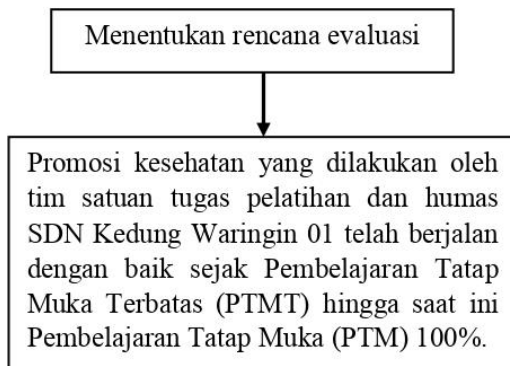 Menentukan rencana evaluasi
Promosi kesehatan yang dilakukan oleh
tim satuan tugas pelatihan dan humas
SDN Kedung Waringin 01 telah berjalan
dengan baik sejak Pembelajaran Tatap
Muka Terbatas (PTMT) hingga saat ini
Pembelajaran Tatap Muka (PTM) 100%.